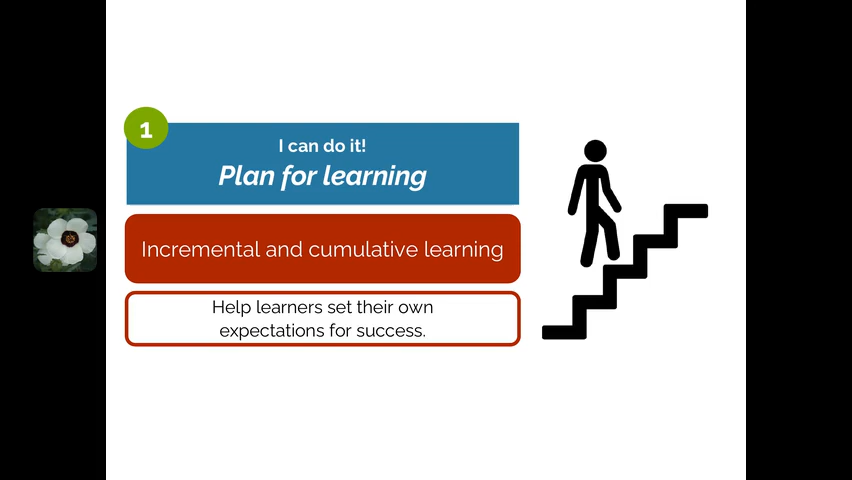 1
I can do it!
Plan for learning
Incremental and cumulative learning
Help learners set their own
expectations for success.